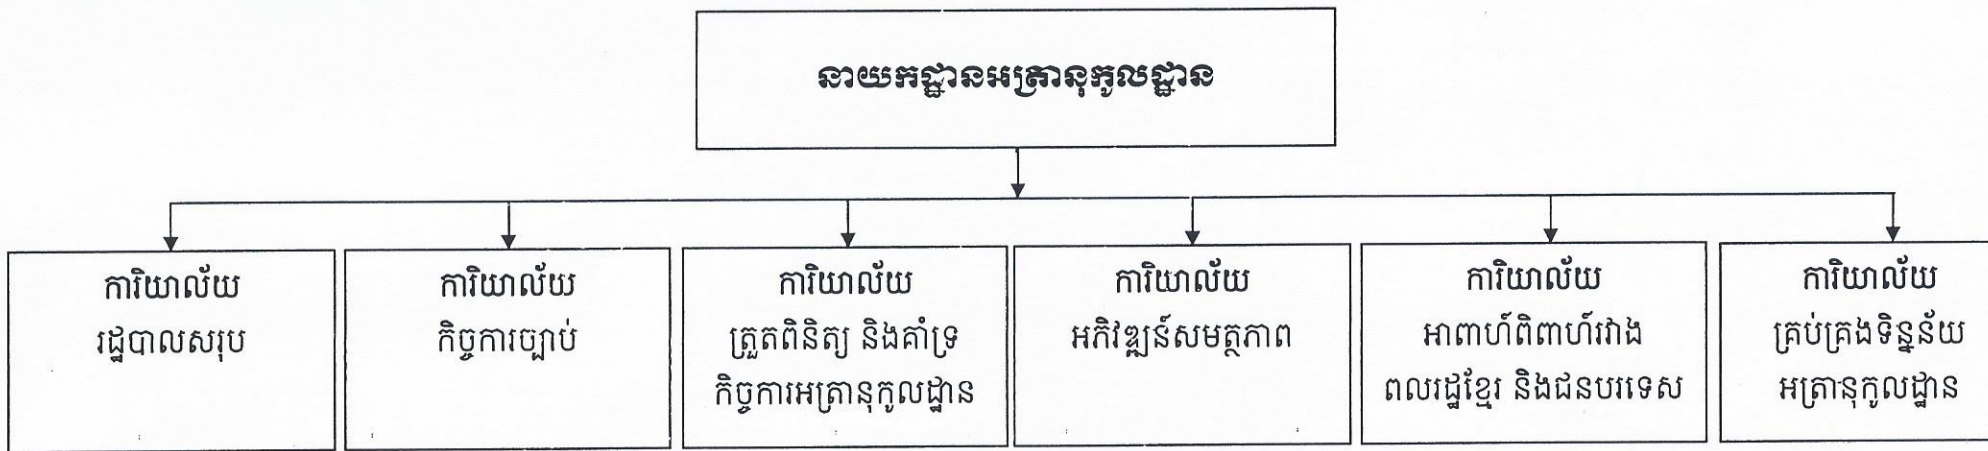 នាយកដ្ឋានអត្រានុកូលដ្ឋាន
ការិយាល័យ
រដ្ឋបាលសរុប
ការិយាល័យ
កិច្ចការច្បាប់
ការិយាល័យ
ត្រួតពិនិត្យ និងគាំទ្រ
កិច្ចការអត្រានុកូលដ្ឋាន
ការិយាល័យ
អភិវឌ្ឍន៍សមត្ថភាព
ការិយាល័យ
អាពាហ៍ពិពាហ៍រវាង
ពលរដ្ឋខ្មែរ និងជនបរទេស
ការិយាល័យ
គ្រប់គ្រងទិន្នន័យ
អត្រានុកូលដ្ឋាន